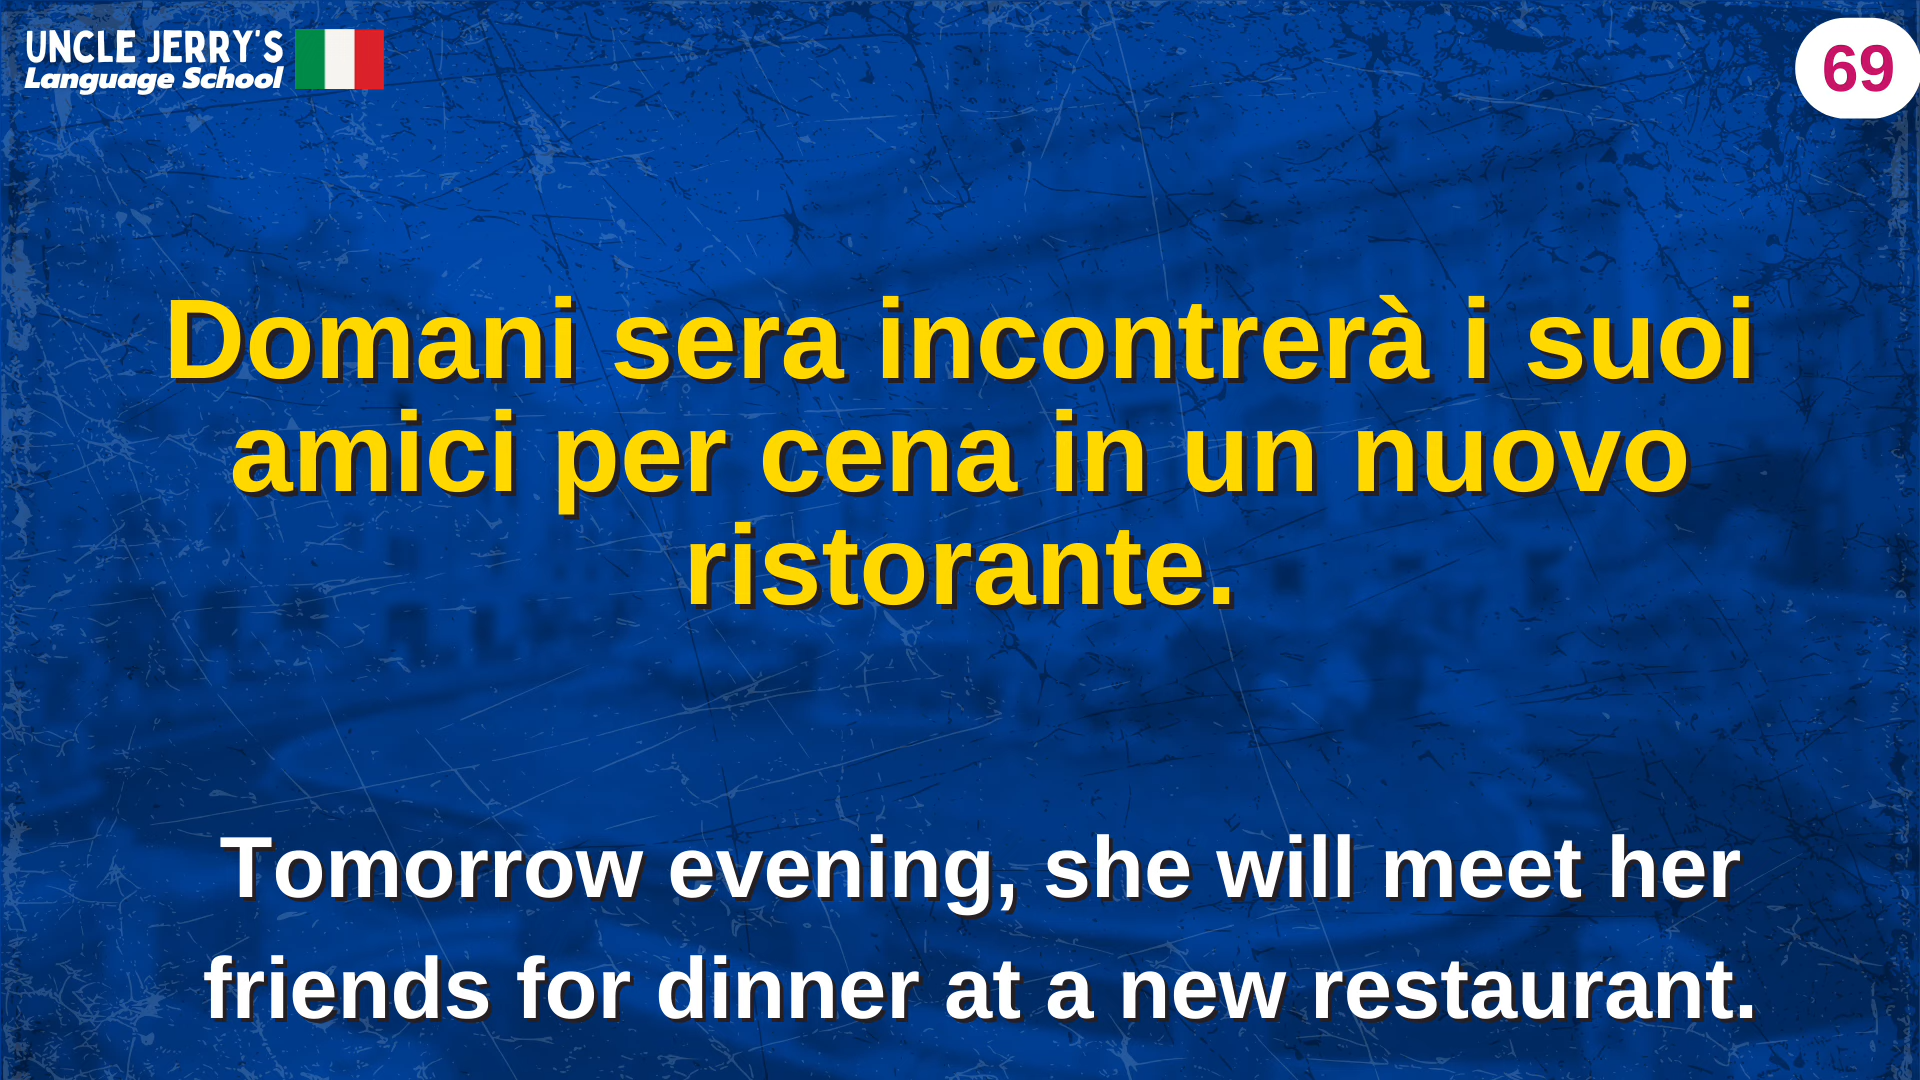 UNCLE JERRY'S
Language School
69
Domani sera incontrerà i suoi
amici per cena in un nuovo
ristorante.
Tomorrow evening, she will meet her
friends for dinner at a new restaurant.